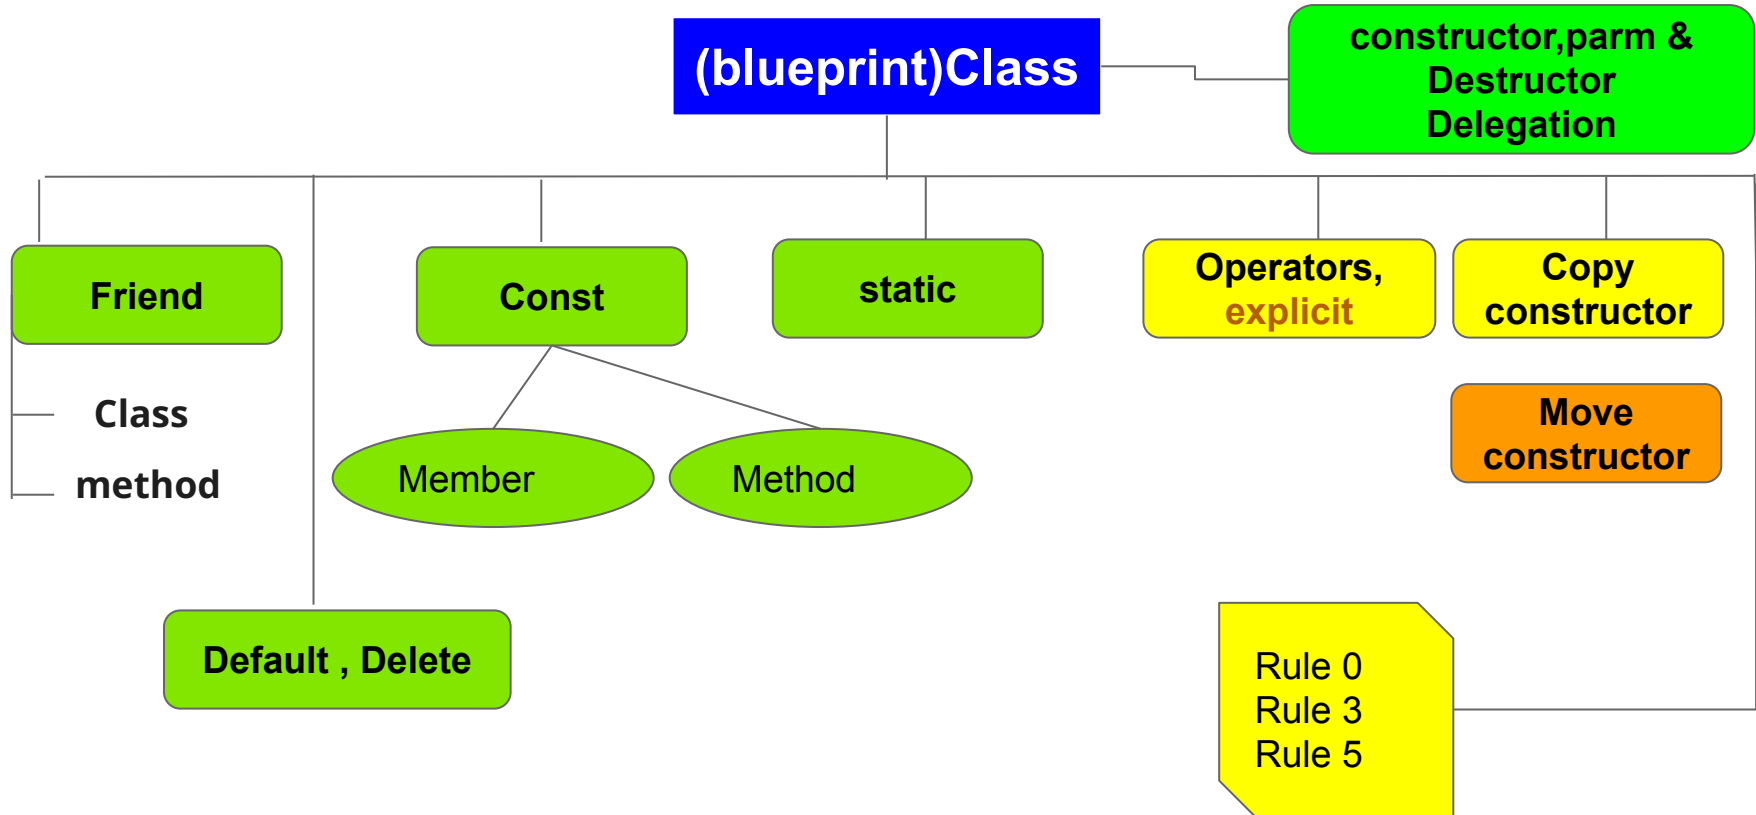 (blueprint)Class
constructor,parm &
Destructor
Delegation
Friend
Const
static
Operators,
explicit
Copy
constructor
Class
method
Member
Method
Move
constructor
Default , Delete
Rule 0
Rule 3
Rule 5